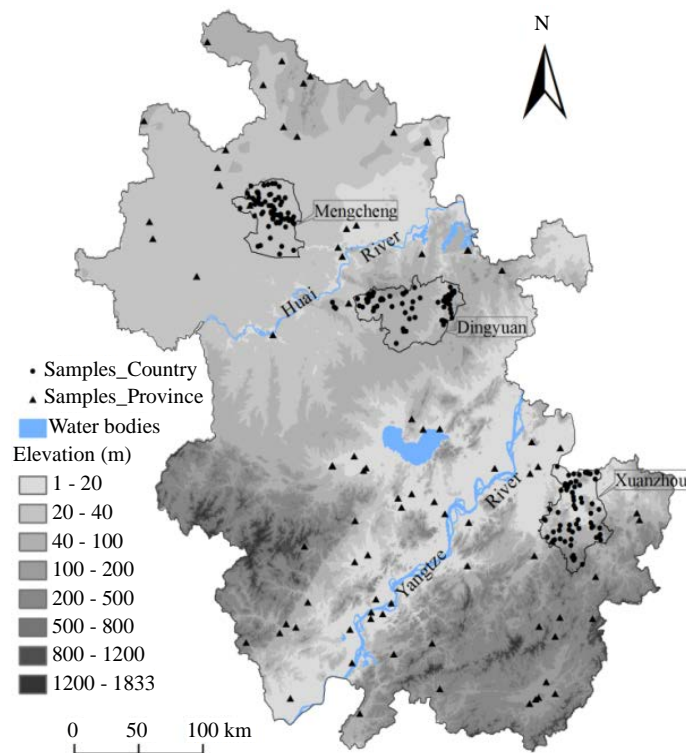 N
Mengcheng
Huai River
Dingyuan
Xuanzhou
Yangtze River
Samples_Country
Samples_Province
Water bodies
Elevation (m)
1 - 20
20 - 40
40 - 100
100 - 200
200 - 500
500 - 800
800 - 1200
1200 - 1833
0 50 100 km